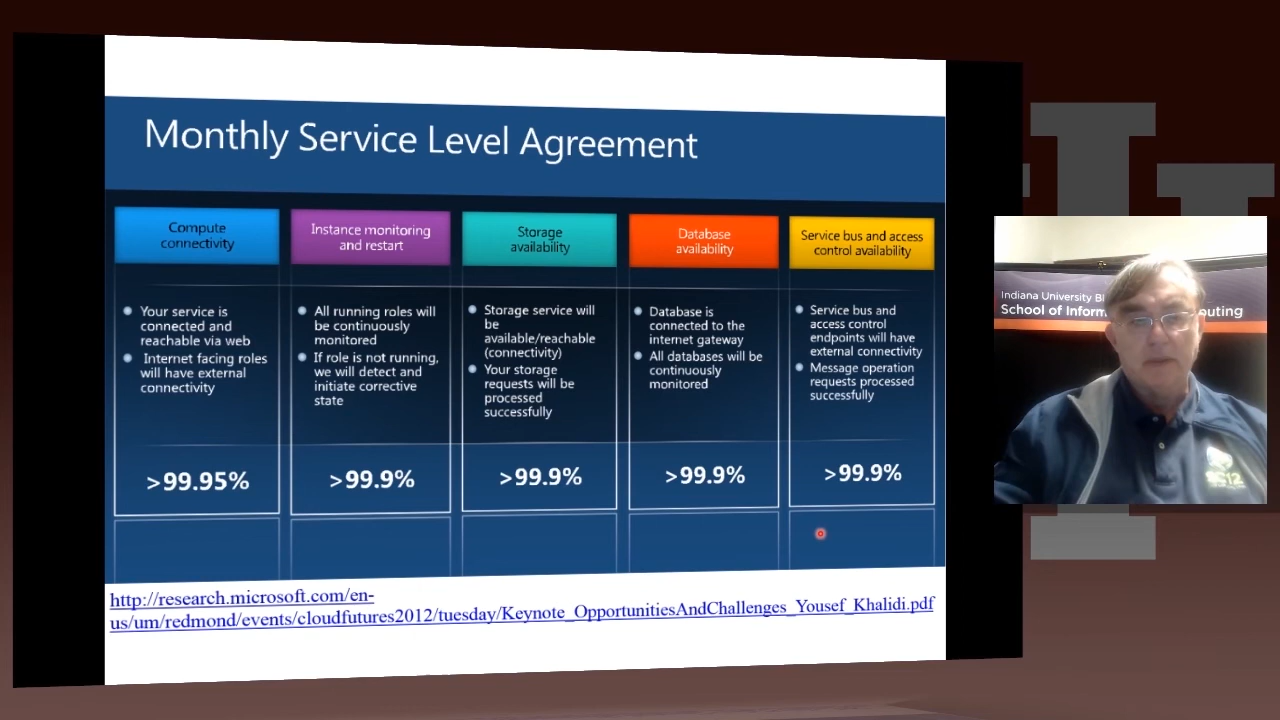 Monthly Service Level Agreement
Compute
connectivity
Your service is
connected and
reachable via web
Internet facing roles
will have external
connectivity
>99.95%
Instance monitoring
and restart
All running roles will
be continuously
monitored
If role is not running,
we will detect and
initiate corrective
state
>99.9%
Storage
availability
Storage service will
be
available/reachable
(connectivity)
Your storage
requests will be
processed
successfully
>99.9%
Database
availability
Database is
connected to the
internet gateway
All databases will be
continuously
monitored
>99.9%
Service bus and access
control availability
Service bus and
access control
endpoints will have
external connectivity
Message operation
requests processed
successfully
>99.9%
http://research.microsoft.com/en-
us/um/redmond/events/cloudfutures2012/tuesday/Keynote_OpportunitiesAndChallenges_Yousef_Khalidi.pdf
Indiana University
School of